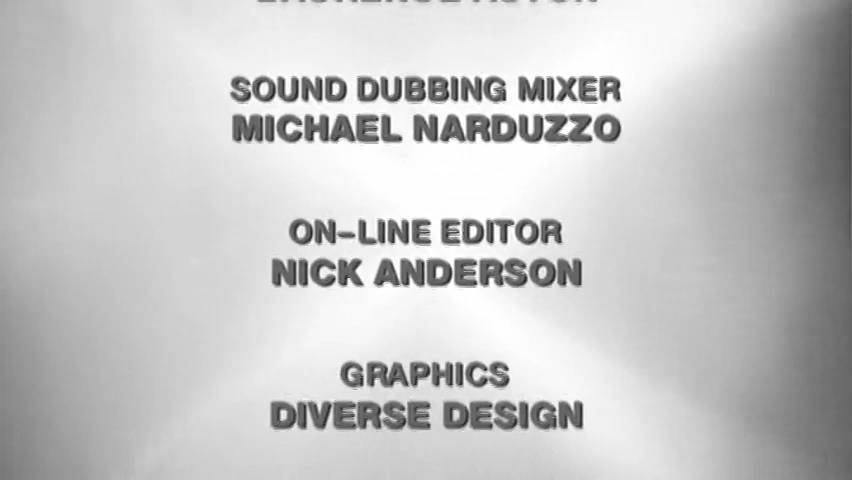 SOUND DUBBING MIXER
MICHAEL NARDUZZO
ON-LINE EDITOR
NICK ANDERSON
GRAPHICS
DIVERSE DESIGN